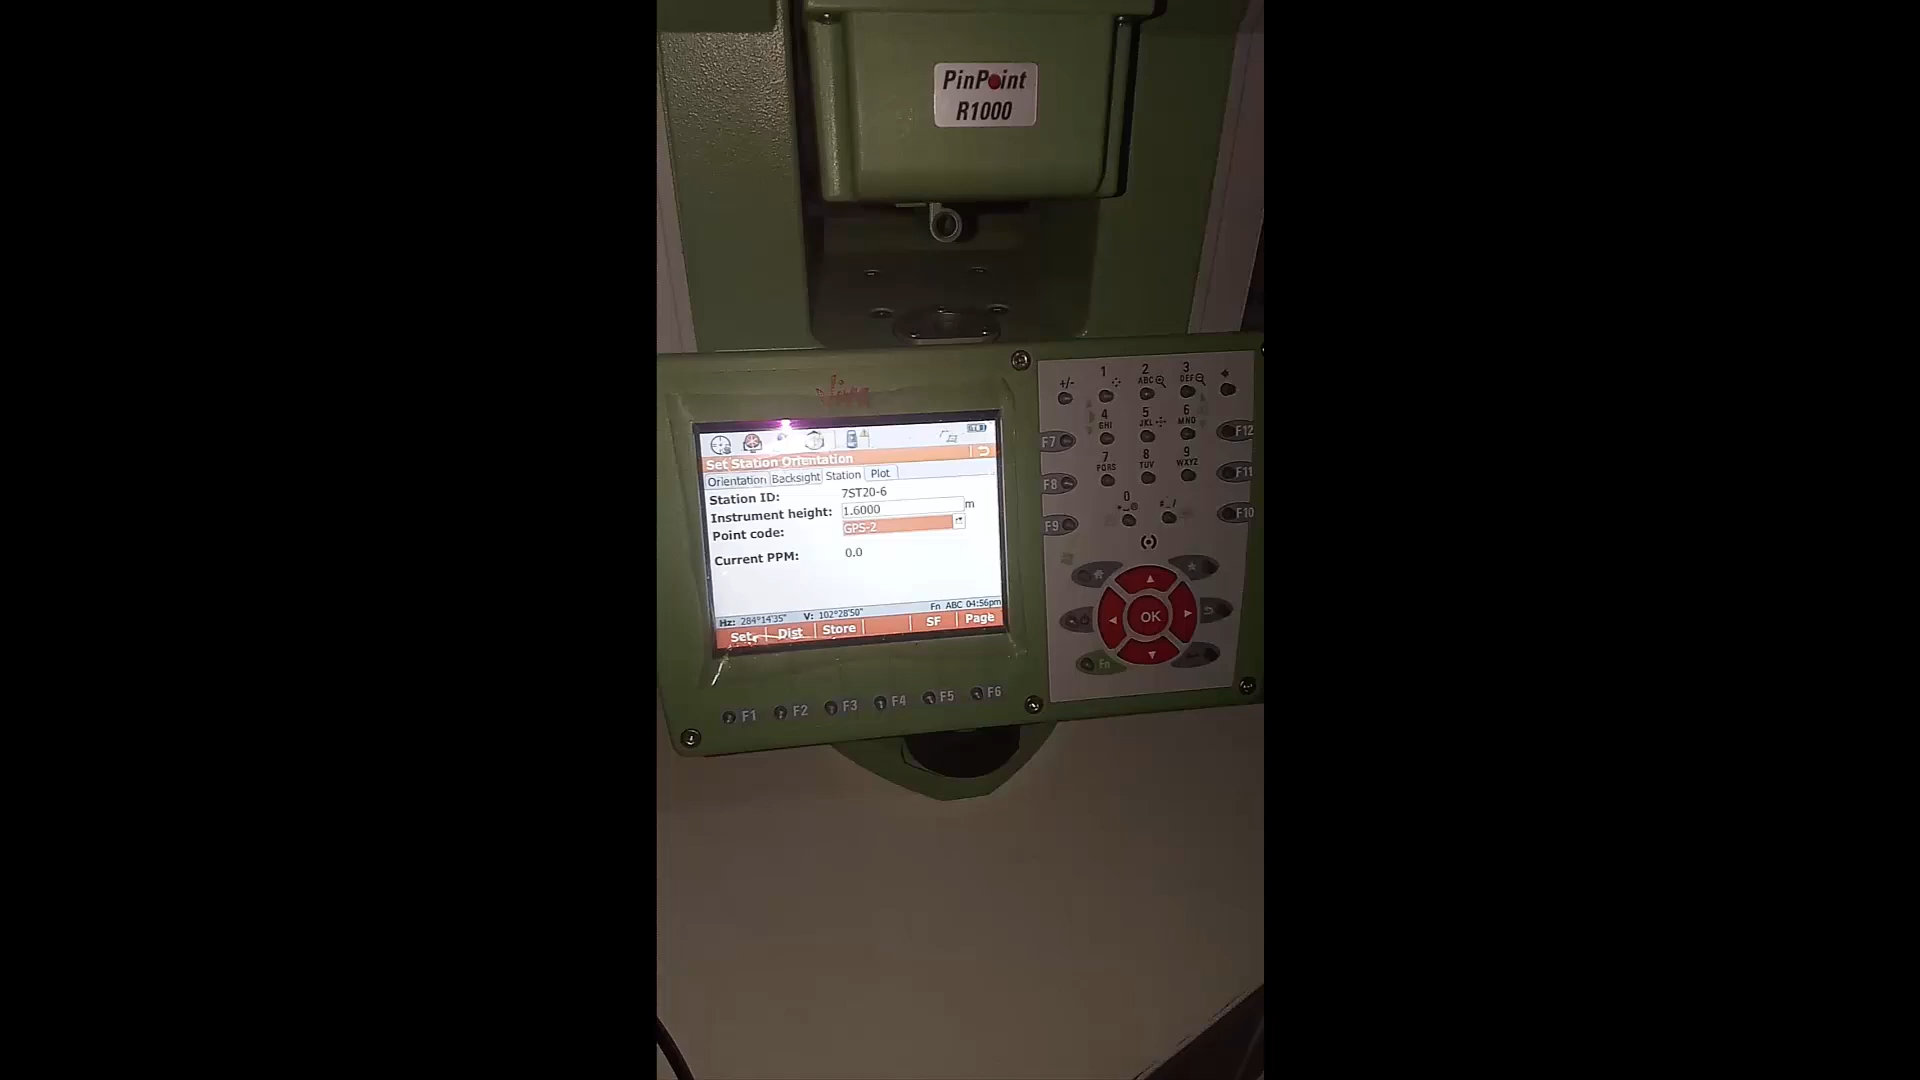 PinPoint
R1000
Viva
Set Station Orientation
Orientation Backsight Station Plot
Station ID: 7ST20-6
Instrument height: 1.6000 m
Point code: GPS-2
Current PPM: 0.0
Hz: 284°14'35" V: 102°28'50" Fn ABC 04:56pm
Set Dist Store SF Page
F1 F2 F3 F4 F5 F6
+/- 1 2 ABC 3 DEF *
F7 4 GHI 5 JKL 6 MNO F12
F8 7 PQRS 8 TUV 9 WXYZ F11
F9 0 F10
OK
Fn